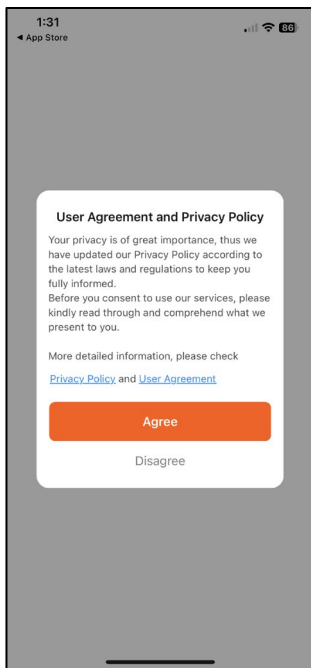 1:31
86
◀ App Store
User Agreement and Privacy Policy
Your privacy is of great importance, thus we
have updated our Privacy Policy according to
the latest laws and regulations to keep you
fully informed.
Before you consent to use our services, please
kindly read through and comprehend what we
present to you.
More detailed information, please check
Privacy Policy and User Agreement
Agree
Disagree